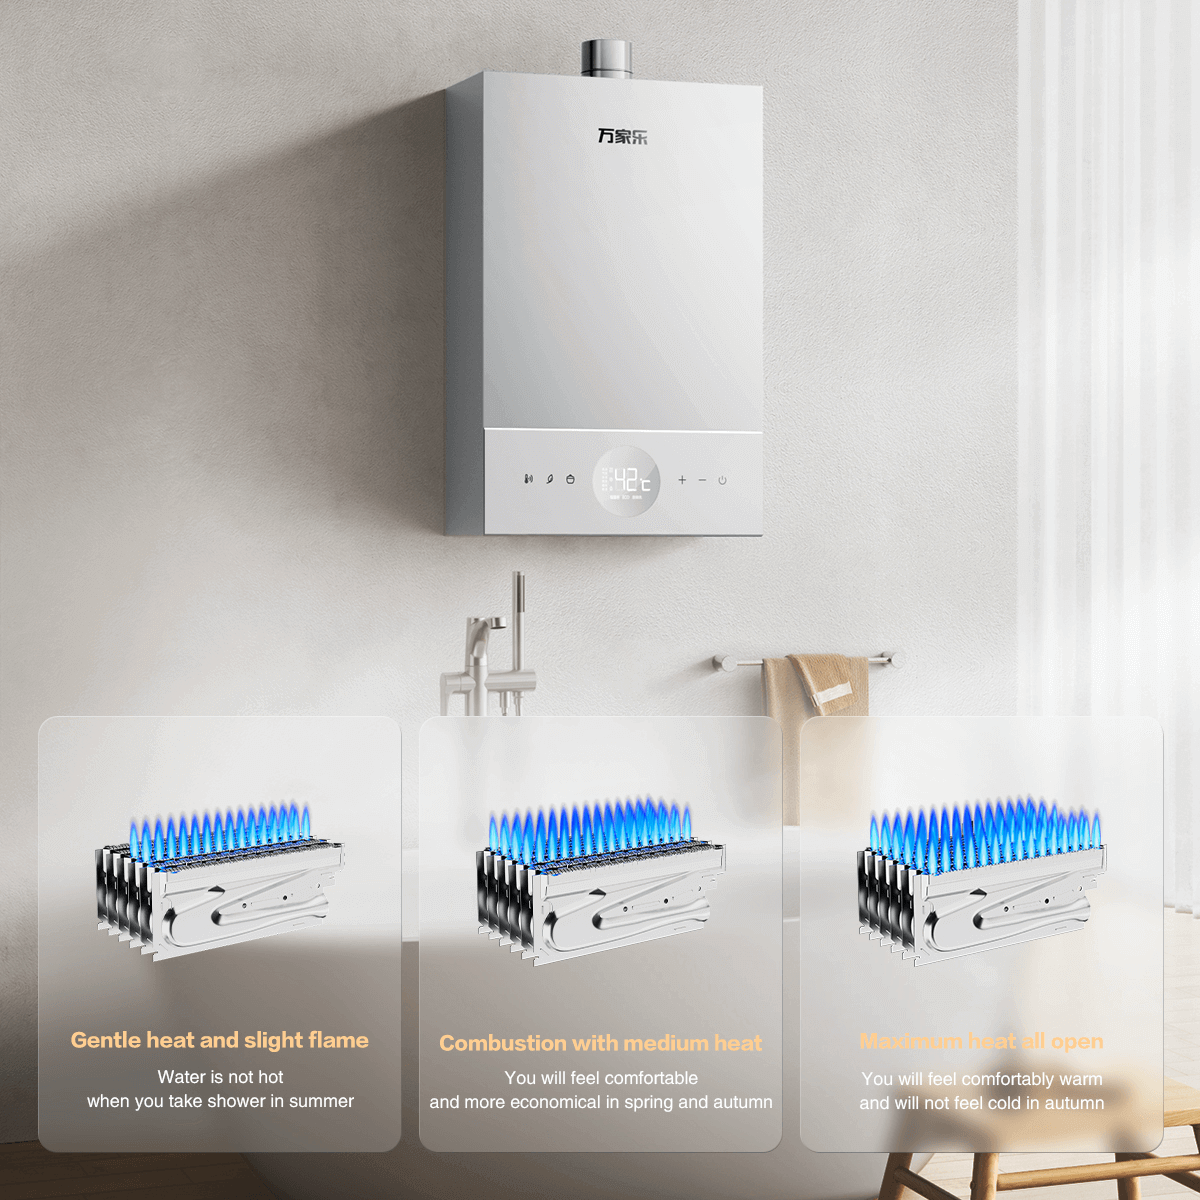 万家乐
42℃
Gentle heat and slight flame
Water is not hot
when you take shower in summer
Combustion with medium heat
You will feel comfortable
and more economical in spring and autumn
Maximum heat all open
You will feel comfortably warm
and will not feel cold in autumn